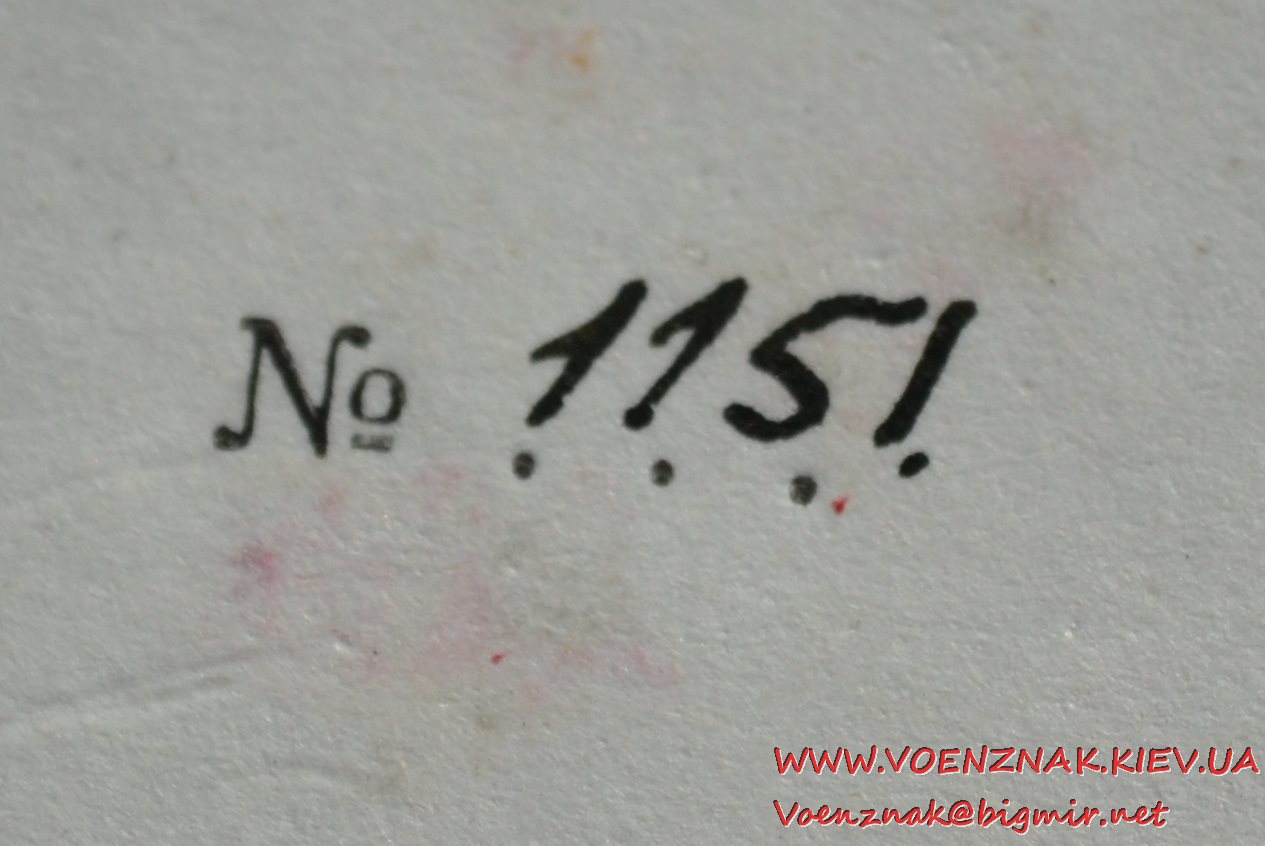 № 1151
WWW.VOENZNAK.KIEV.UA
Voenznak@bigmir.net